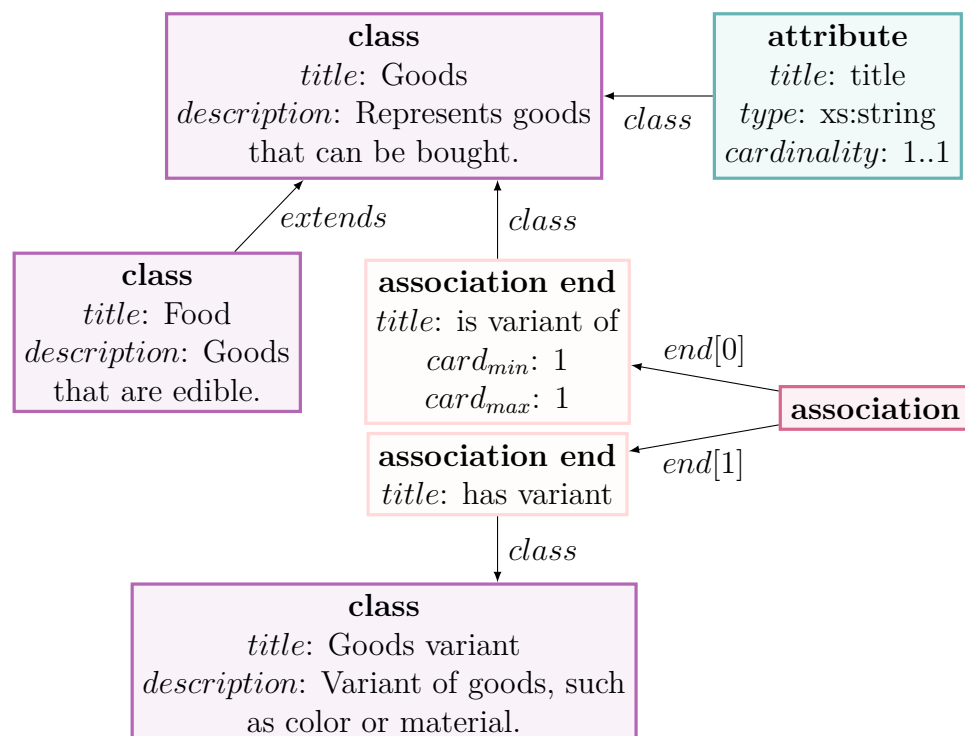 class
title: Goods
description: Represents goods
that can be bought.
attribute
title: title
type: xs:string
cardinality: 1..1
class
extends
class
class
title: Food
description: Goods
that are edible.
association end
title: is variant of
card_min: 1
card_max: 1
end[0]
association
association end
title: has variant
end[1]
class
class
title: Goods variant
description: Variant of goods, such
as color or material.